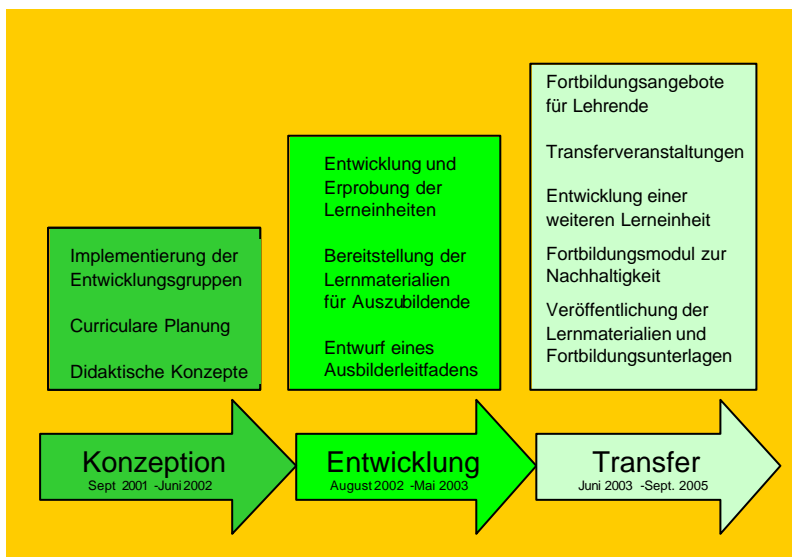 Implementierung der
Entwicklungsgruppen
Curriculare Planung
Didaktische Konzepte
Konzeption
Sept 2001 -Juni 2002
Entwicklung und
Erprobung der
Lerneinheiten
Bereitstellung der
Lernmaterialien
für Auszubildende
Entwurf eines
Ausbilderleitfadens
Entwicklung
August 2002 -Mai 2003
Fortbildungsangebote
für Lehrende
Transferveranstaltungen
Entwicklung einer
weiteren Lerneinheit
Fortbildungsmodul zur
Nachhaltigkeit
Veröffentlichung der
Lernmaterialien und
Fortbildungsunterlagen
Transfer
Juni 2003 -Sept. 2005